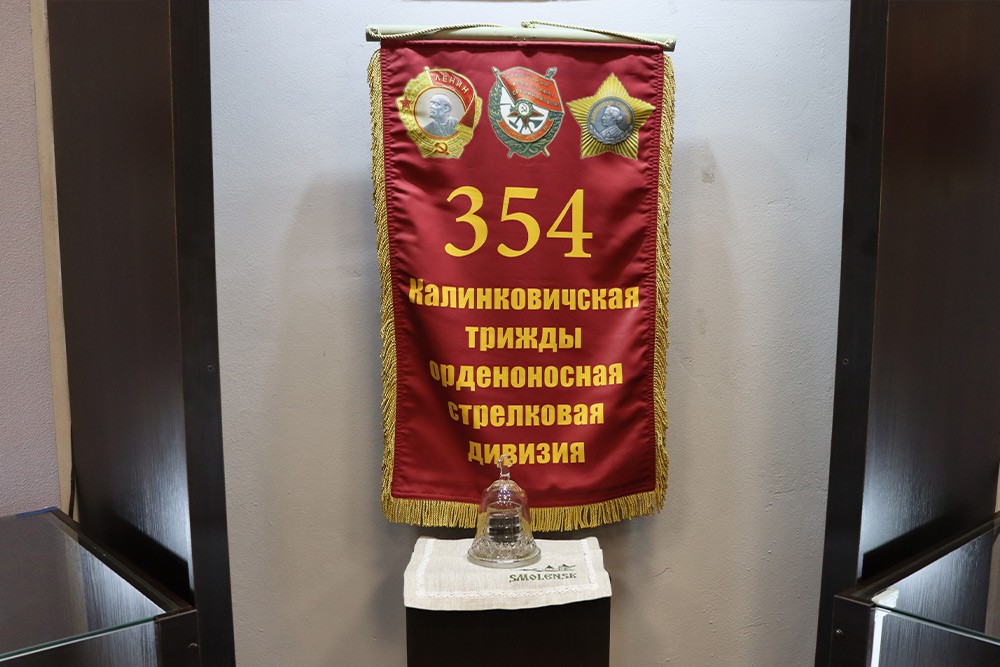 ЛЕНИН
354
Калинковичская
трижды
орденоносная
стрелковая
дивизия
SMOLENSK